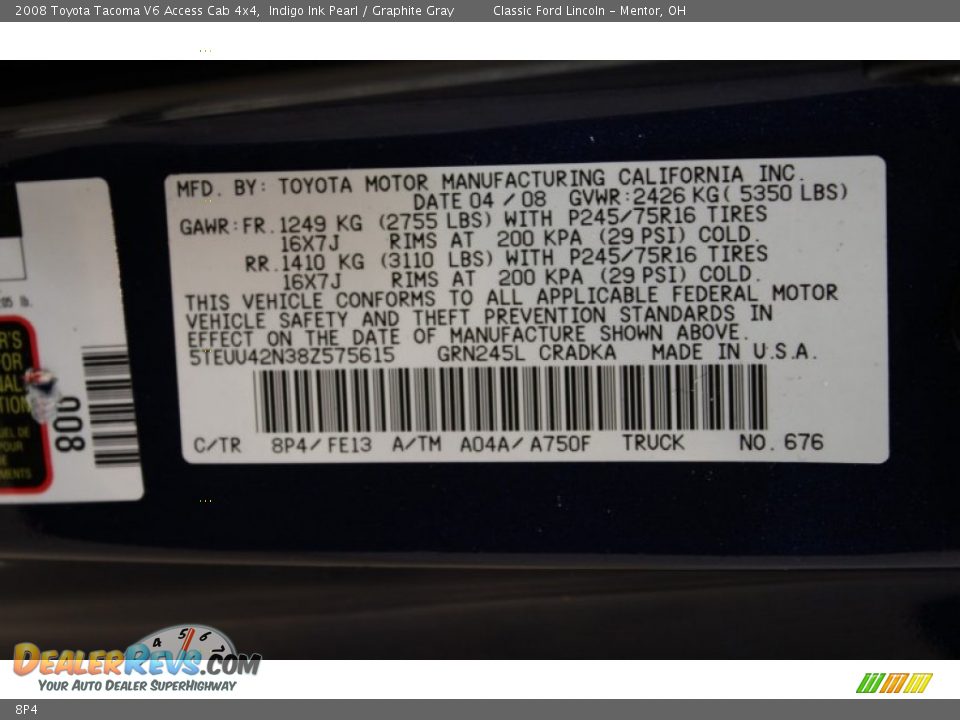 2008 Toyota Tacoma V6 Access Cab 4x4, Indigo Ink Pearl / Graphite Gray Classic Ford Lincoln – Mentor, OH
MFD. BY: TOYOTA MOTOR MANUFACTURING CALIFORNIA INC.
DATE 04 / 08 GVWR: 2426 KG ( 5350 LBS)
GAWR: FR. 1249 KG (2755 LBS) WITH P245/75R16 TIRES
16X7J RIMS AT 200 KPA (29 PSI) COLD.
RR. 1410 KG (3110 LBS) WITH P245/75R16 TIRES
16X7J RIMS AT 200 KPA (29 PSI) COLD.
THIS VEHICLE CONFORMS TO ALL APPLICABLE FEDERAL MOTOR
VEHICLE SAFETY AND THEFT PREVENTION STANDARDS IN
EFFECT ON THE DATE OF MANUFACTURE SHOWN ABOVE.
5TEUU42N38Z575615 GRN245L CRADKA MADE IN U.S.A.
C/TR 8P4/ FE13 A/TM A04A/ A750F TRUCK NO. 676
008
4 5 6 7
DEALERREVS.COM
YOUR AUTO DEALER SUPERHIGHWAY
8P4